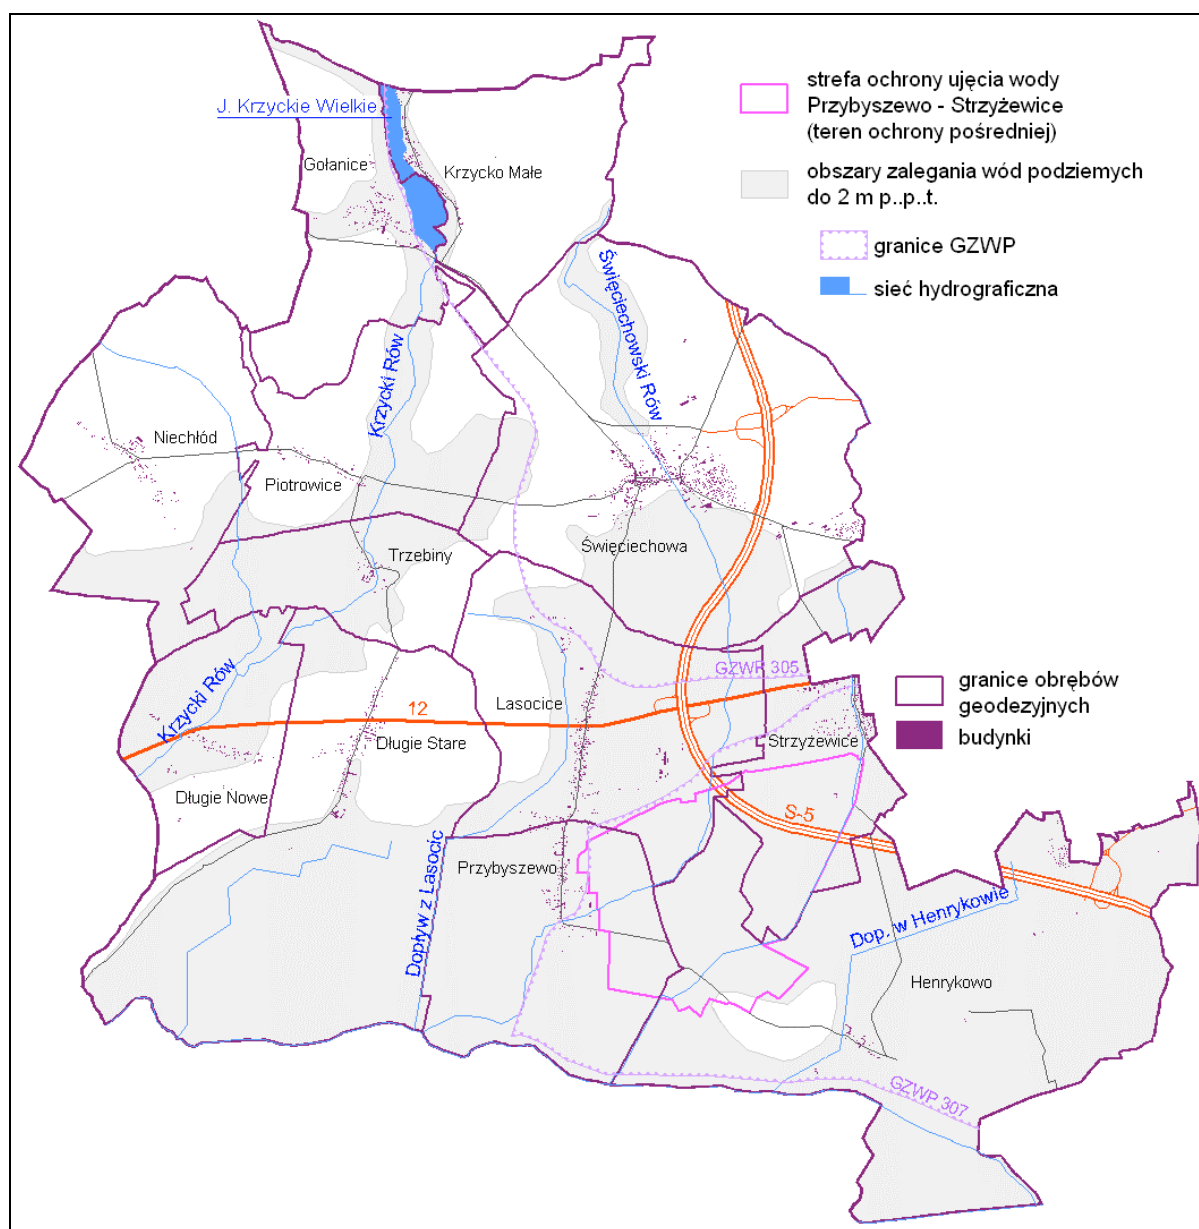 strefa ochrony ujęcia wody
Przybyszewo - Strzyżewice
(teren ochrony pośredniej)
obszary zalegania wód podziemych
do 2 m p..p..t.
granice GZWP
sieć hydrograficzna
J. Krzyckie Wielkie
Gołanice
Krzycko Małe
Święciechowski Rów
Krzycki Rów
Niechłód
Piotrowice
Trzebiny
Święciechowa
GZWP 305
granice obrębów
geodezyjnych
budynki
Krzycki Rów
12
Lasocice
Długie Stare
Strzyżewice
Długie Nowe
S-5
Przybyszewo
Dopływ z Lasocic
Dop. w Henrykowie
Henrykowo
GZWP 307